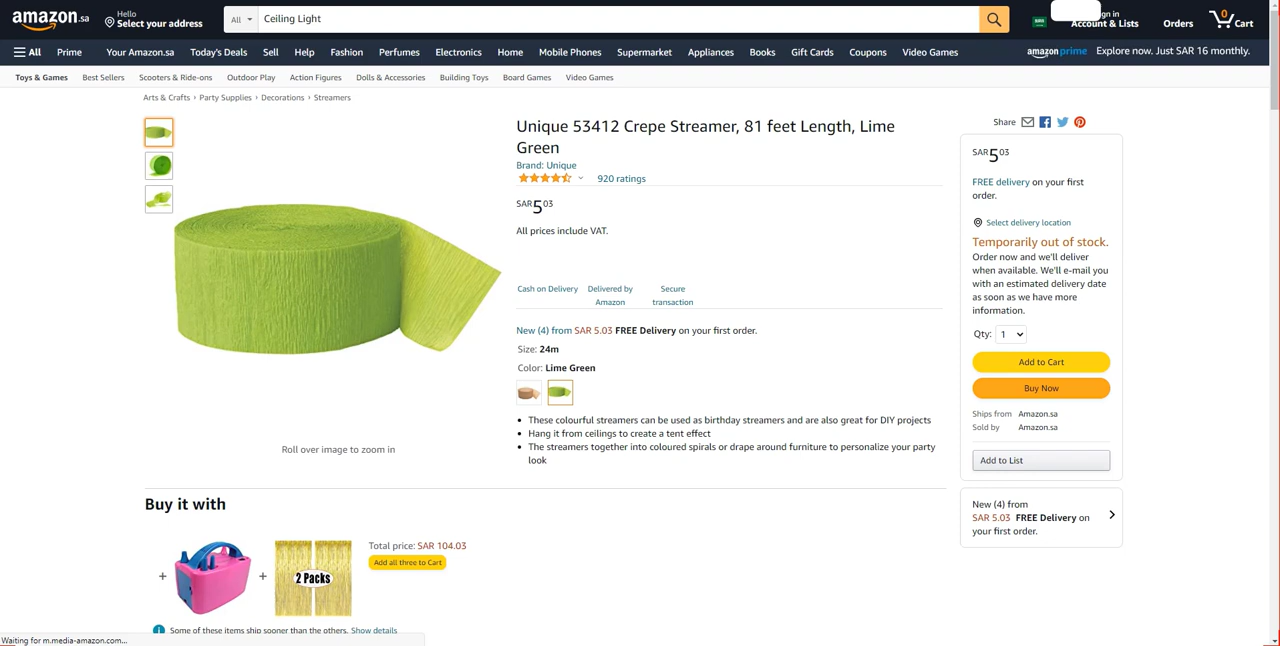 amazon.sa
Hello
Select your address
All
Ceiling Light
Account & Lists
Orders
0
Cart
All
Prime
Your Amazon.sa
Today's Deals
Sell
Help
Fashion
Perfumes
Electronics
Home
Mobile Phones
Supermarket
Appliances
Books
Gift Cards
Coupons
Video Games
amazon prime Explore now. Just SAR 16 monthly.
Toys & Games
Best Sellers
Scooters & Ride-ons
Outdoor Play
Action Figures
Dolls & Accessories
Building Toys
Board Games
Video Games
Arts & Crafts › Party Supplies › Decorations › Streamers
Unique 53412 Crepe Streamer, 81 feet Length, Lime
Green
Brand: Unique
920 ratings
SAR 5 03
All prices include VAT.
Cash on Delivery
Delivered by
Amazon
Secure
transaction
New (4) from SAR 5.03 FREE Delivery on your first order.
Size: 24m
Color: Lime Green
• These colourful streamers can be used as birthday streamers and are also great for DIY projects
• Hang it from ceilings to create a tent effect
• The streamers together into coloured spirals or drape around furniture to personalize your party
look
Roll over image to zoom in
Share
SAR 5 03
FREE delivery on your first
order.
Select delivery location
Temporarily out of stock.
Order now and we'll deliver
when available. We'll e-mail you
with an estimated delivery date
as soon as we have more
information.
Qty: 1
Add to Cart
Buy Now
Ships from Amazon.sa
Sold by Amazon.sa
Add to List
New (4) from
SAR 5.03 FREE Delivery on
your first order.
Buy it with
+
+
2 Packs
Total price: SAR 104.03
Add all three to Cart
Some of these items ship sooner than the others. Show details
Waiting for m.media-amazon.com...